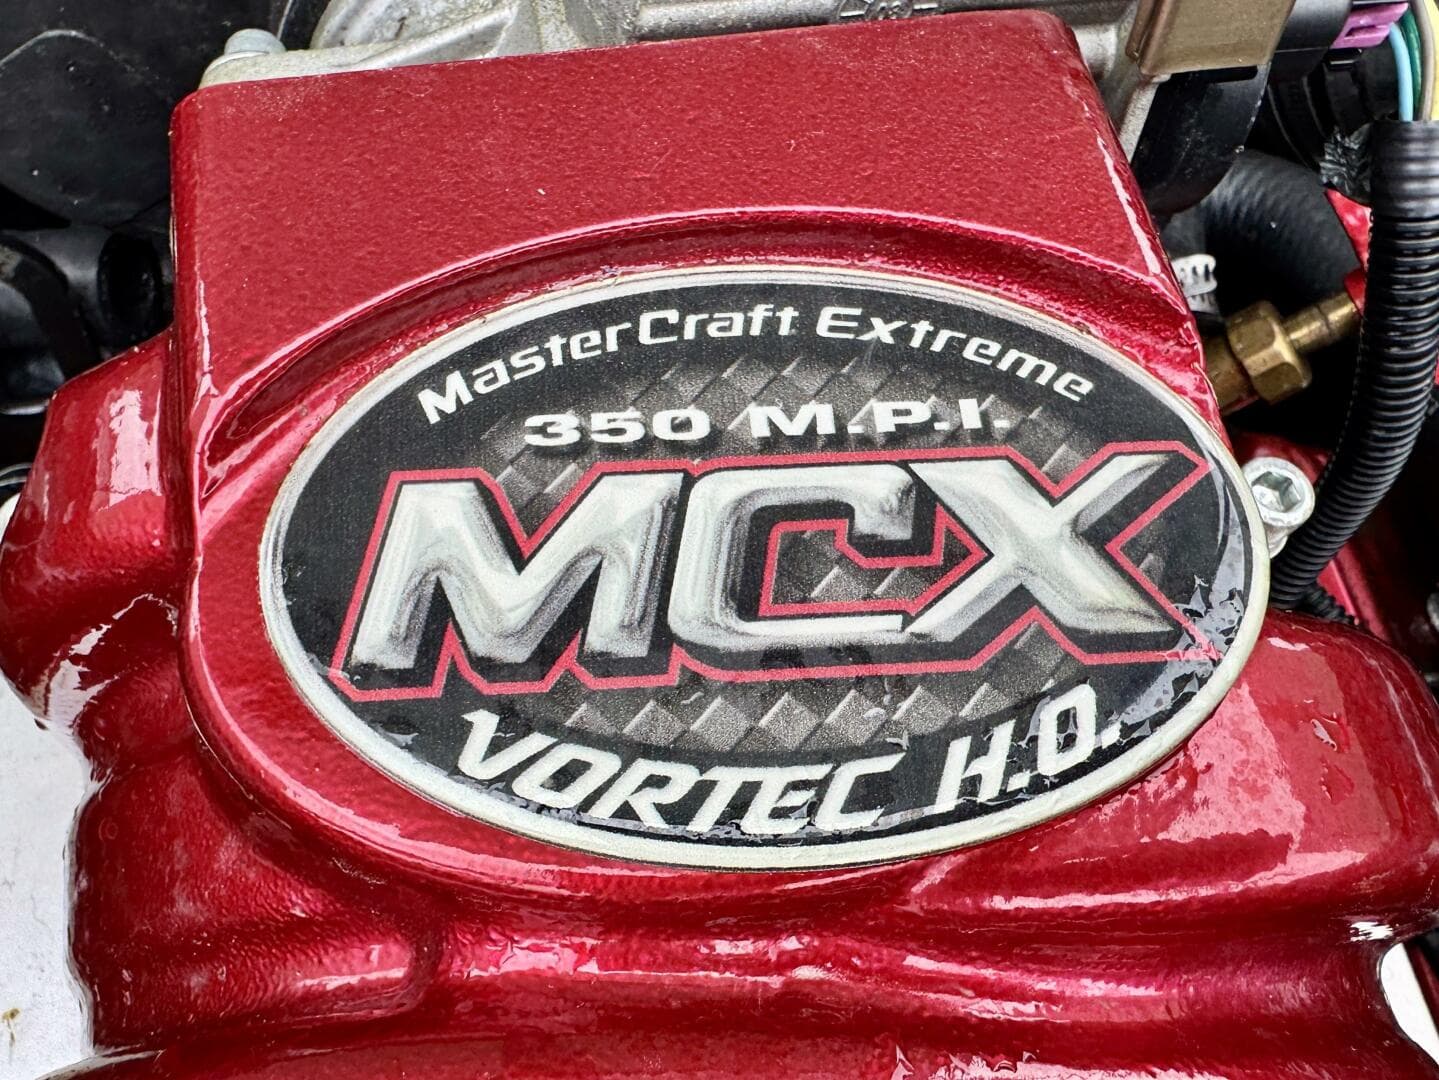 MasterCraft Extreme
350 M.P.I.
MCX
VORTEC H.O.